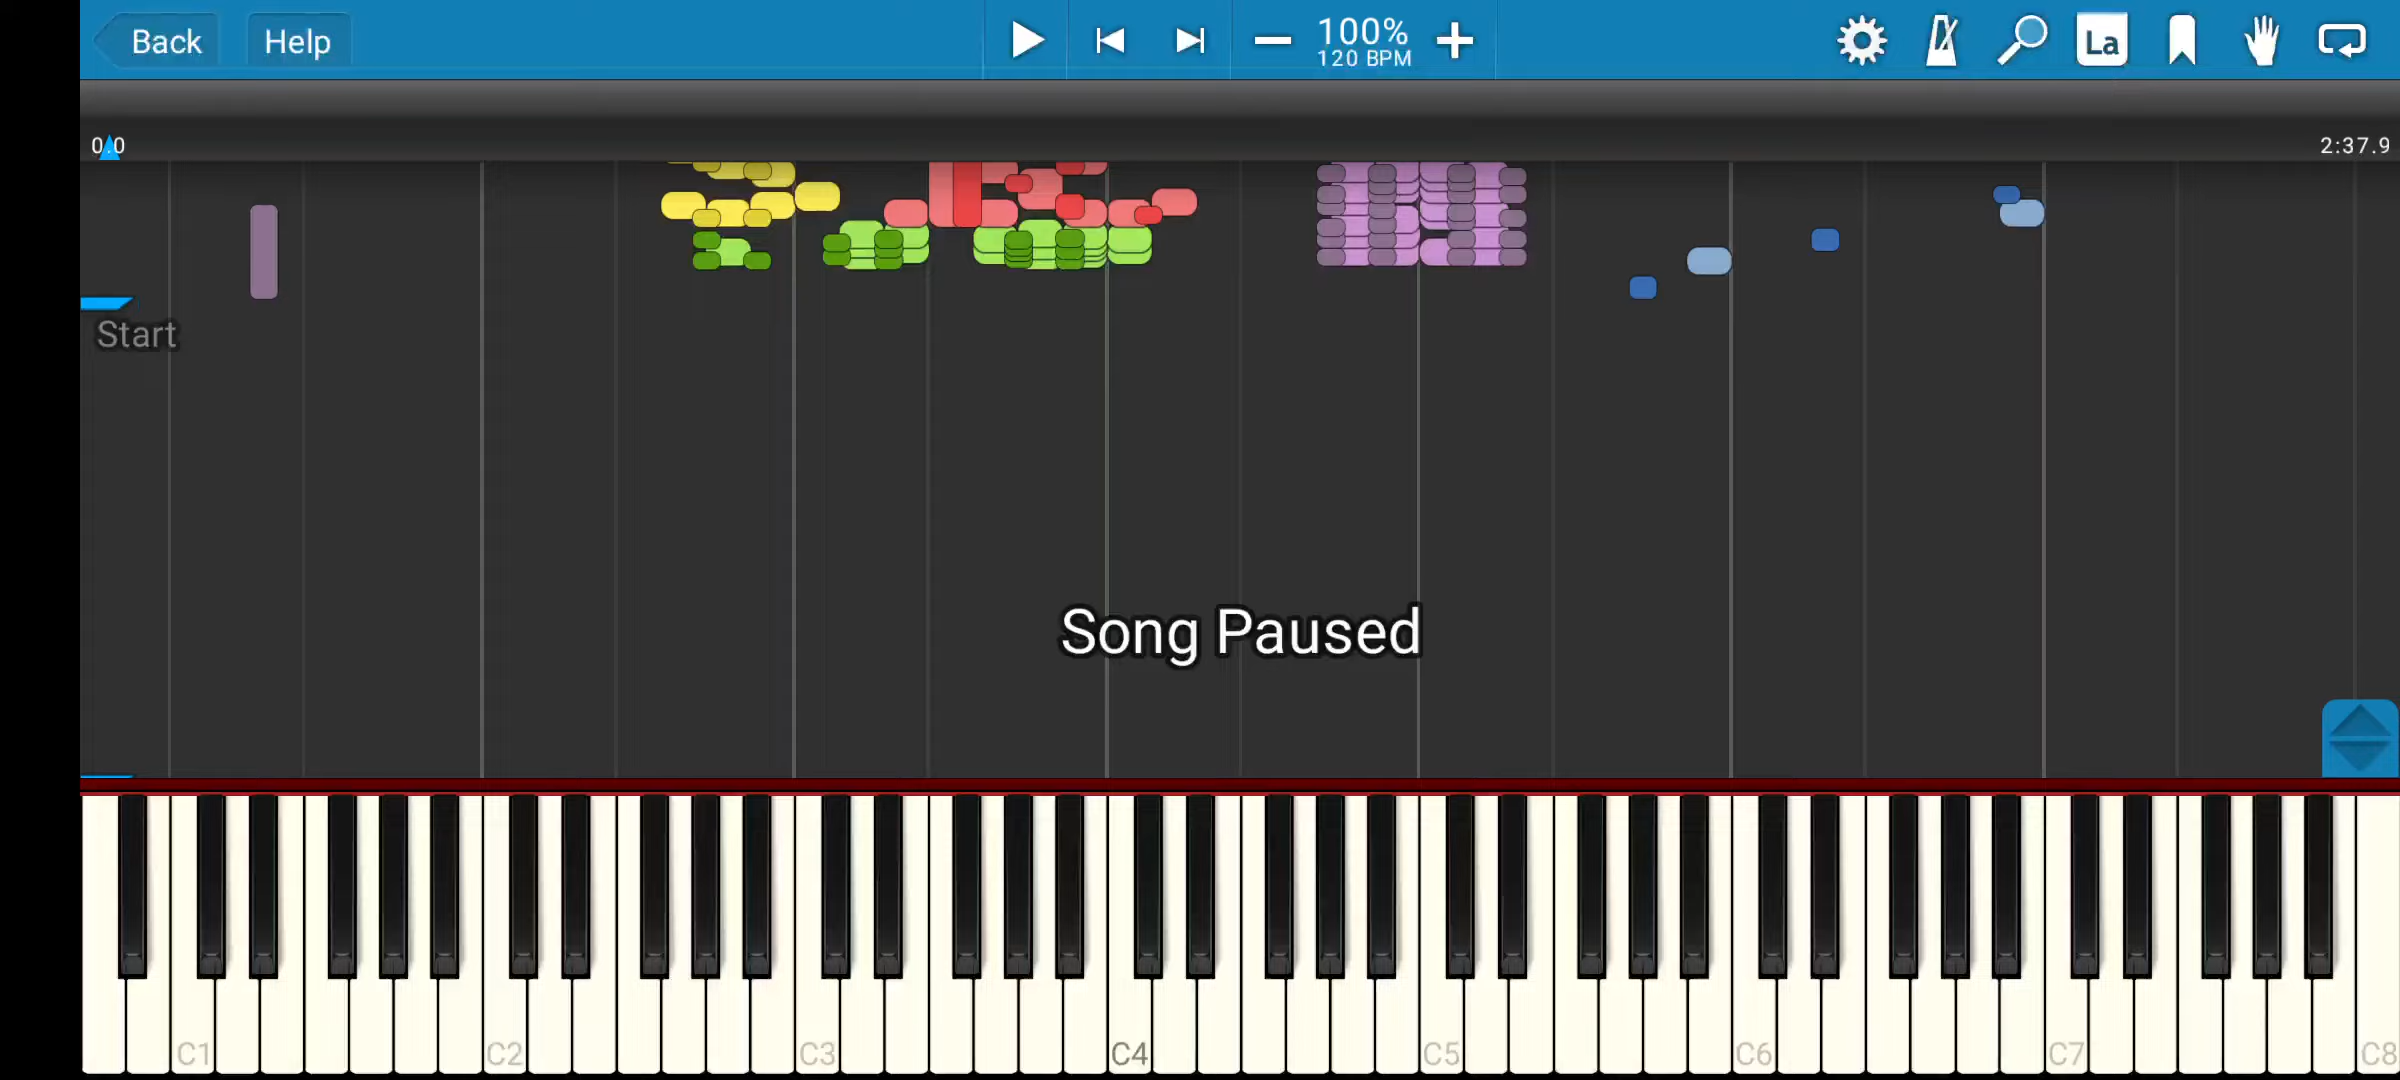 Back
Help
100%
120 BPM
La
0:0
2:37.9
Start
Song Paused
C1
C2
C3
C4
C5
C6
C7
C8